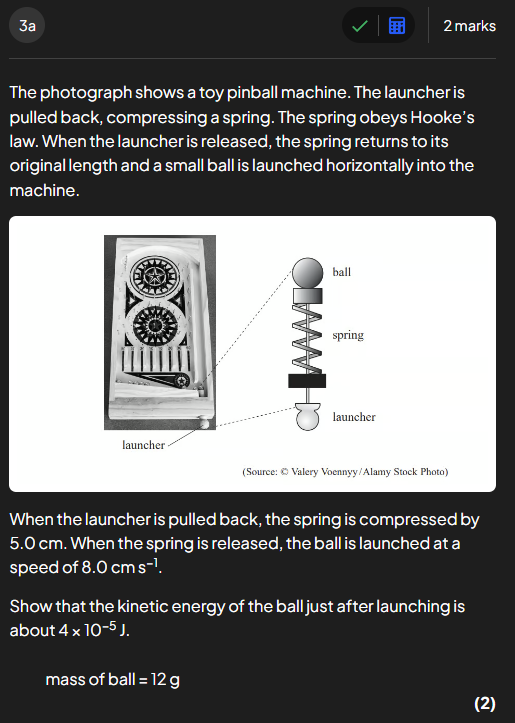 3a
2 marks
The photograph shows a toy pinball machine. The launcher is
pulled back, compressing a spring. The spring obeys Hooke’s
law. When the launcher is released, the spring returns to its
original length and a small ball is launched horizontally into the
machine.
ball
spring
launcher
launcher
(Source: © Valery Voennyy/Alamy Stock Photo)
When the launcher is pulled back, the spring is compressed by
5.0 cm. When the spring is released, the ball is launched at a
speed of 8.0 cm s⁻¹.
Show that the kinetic energy of the ball just after launching is
about 4 × 10⁻⁵ J.
mass of ball = 12 g
(2)